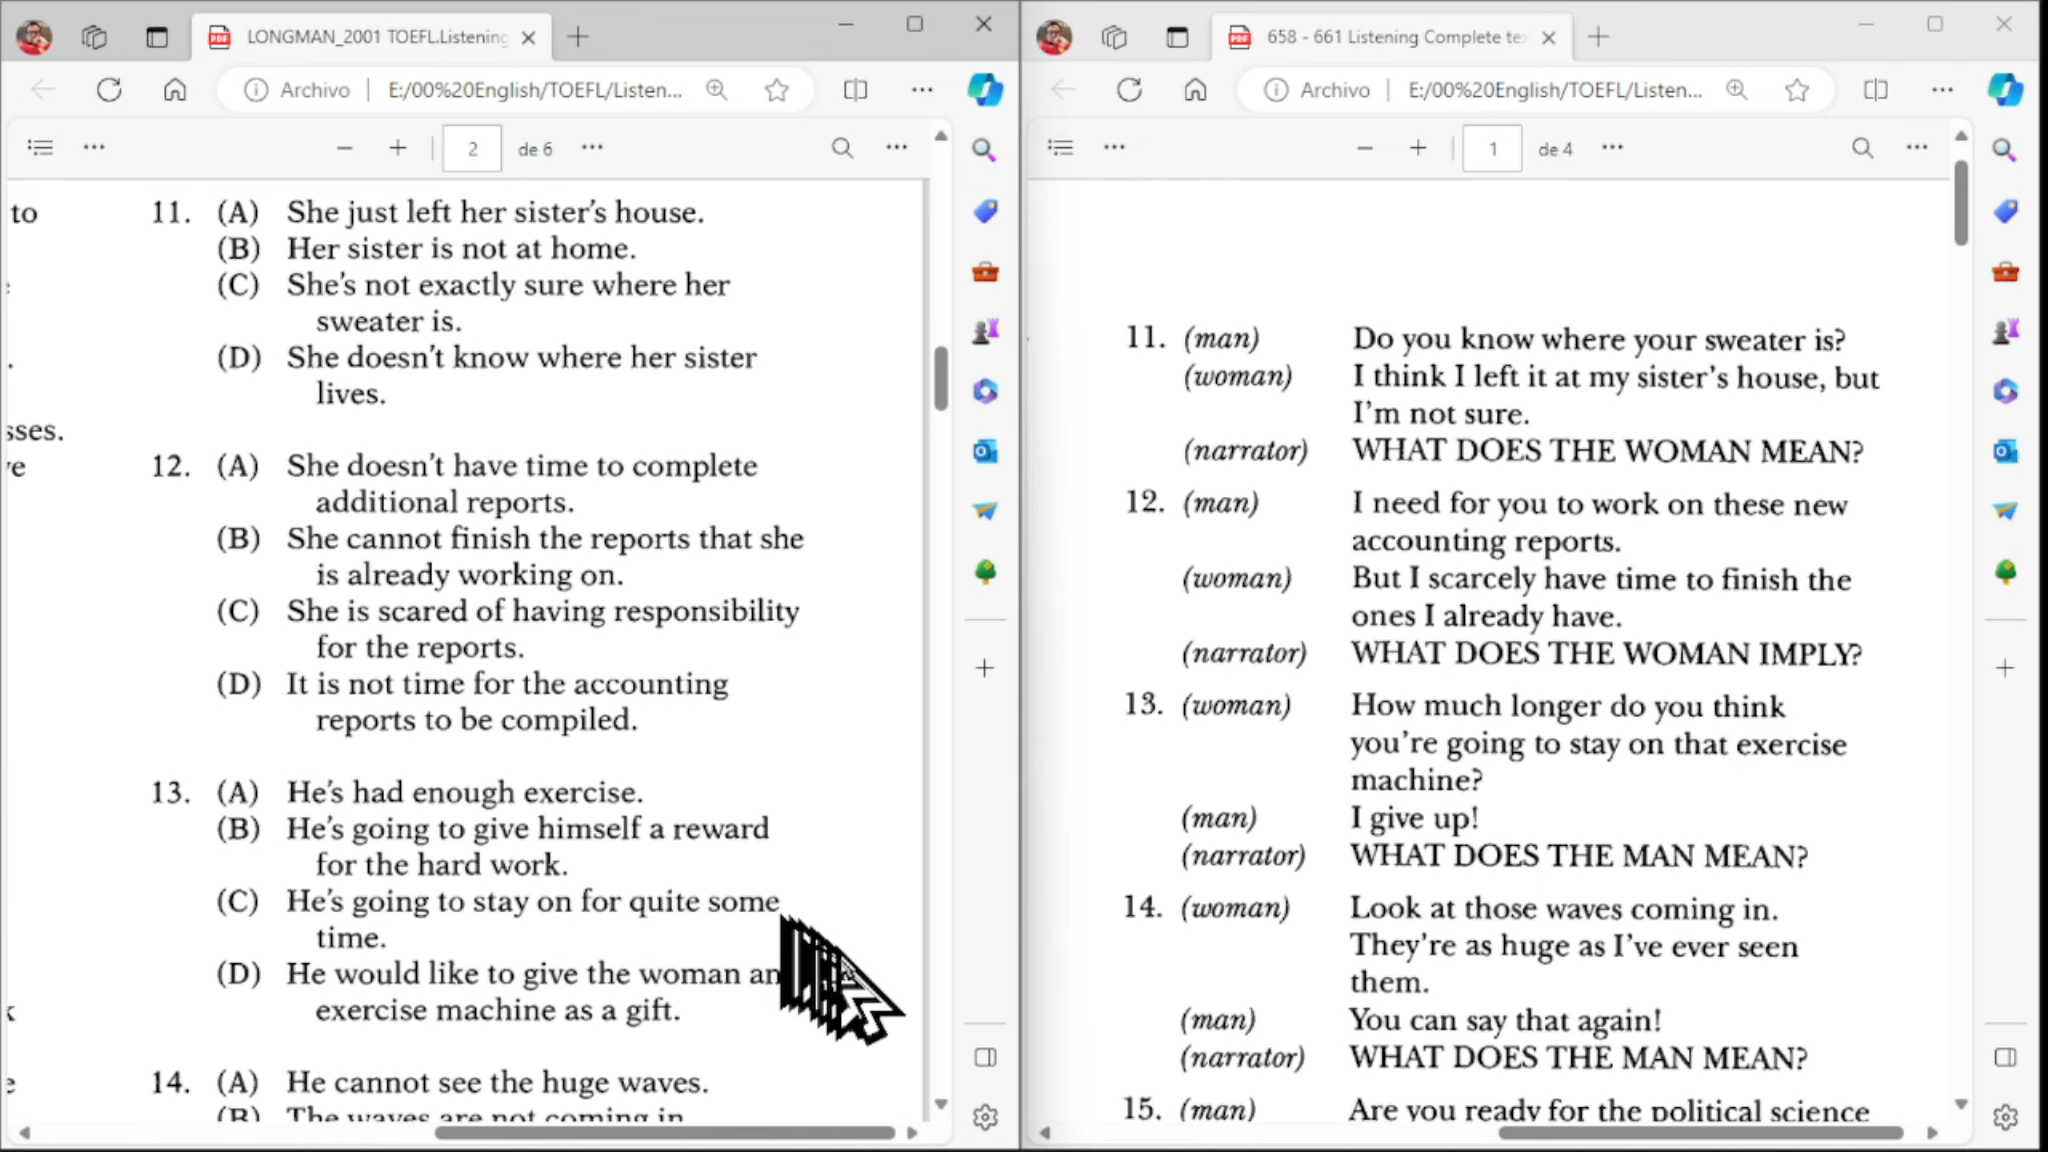 LONGMAN_2001 TOEFL.Listening
Archivo
E:/00%20English/TOEFL/Listen...
2
de 6
to
11. (A) She just left her sister's house.
(B) Her sister is not at home.
(C) She's not exactly sure where her
sweater is.
(D) She doesn't know where her sister
lives.
sses.
12. (A) She doesn't have time to complete
additional reports.
(B) She cannot finish the reports that she
is already working on.
(C) She is scared of having responsibility
for the reports.
(D) It is not time for the accounting
reports to be compiled.
13. (A) He's had enough exercise.
(B) He's going to give himself a reward
for the hard work.
(C) He's going to stay on for quite some
time.
(D) He would like to give the woman an
exercise machine as a gift.
14. (A) He cannot see the huge waves.
(B) The waves are not coming in.
658 - 661 Listening Complete te
Archivo
E:/00%20English/TOEFL/Listen...
1
de 4
11. (man) Do you know where your sweater is?
(woman) I think I left it at my sister's house, but
I'm not sure.
(narrator) WHAT DOES THE WOMAN MEAN?
12. (man) I need for you to work on these new
accounting reports.
(woman) But I scarcely have time to finish the
ones I already have.
(narrator) WHAT DOES THE WOMAN IMPLY?
13. (woman) How much longer do you think
you're going to stay on that exercise
machine?
(man) I give up!
(narrator) WHAT DOES THE MAN MEAN?
14. (woman) Look at those waves coming in.
They're as huge as I've ever seen
them.
(man) You can say that again!
(narrator) WHAT DOES THE MAN MEAN?
15. (man) Are you ready for the political science